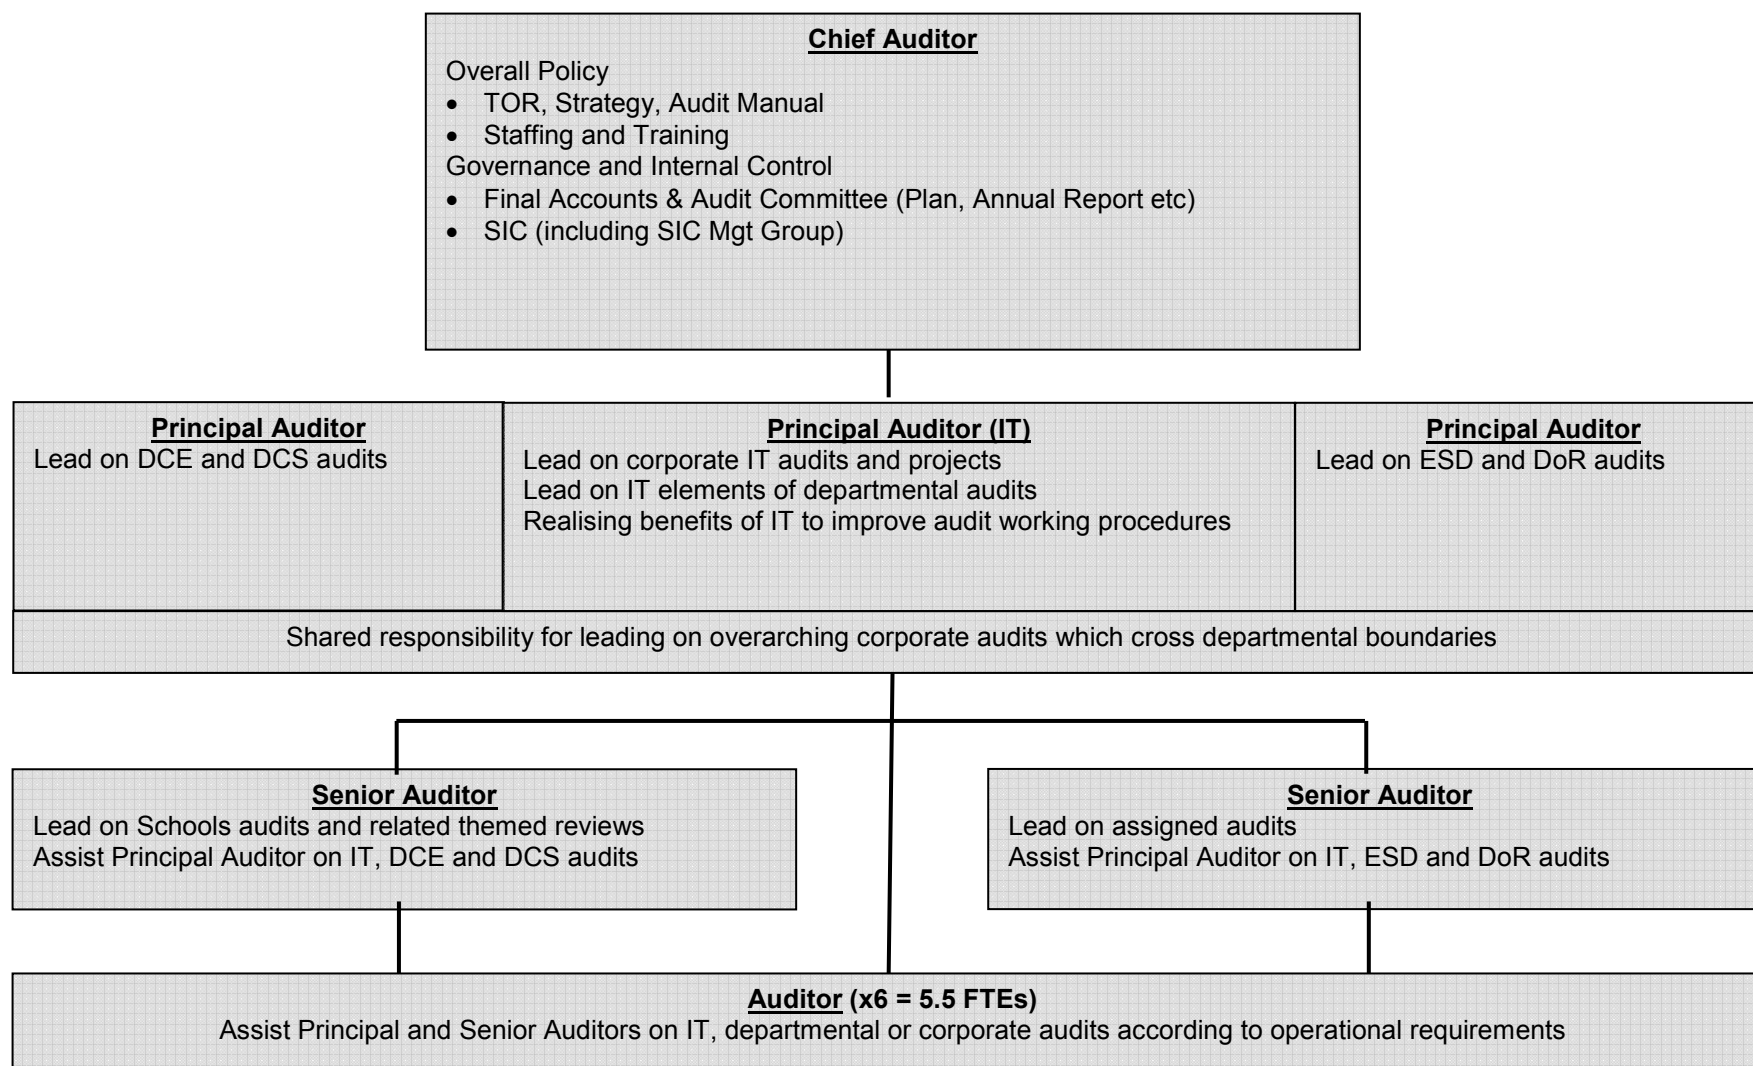 Chief Auditor
Overall Policy
• TOR, Strategy, Audit Manual
• Staffing and Training
Governance and Internal Control
• Final Accounts & Audit Committee (Plan, Annual Report etc)
• SIC (including SIC Mgt Group)
Principal Auditor
Lead on DCE and DCS audits
Principal Auditor (IT)
Lead on corporate IT audits and projects
Lead on IT elements of departmental audits
Realising benefits of IT to improve audit working procedures
Principal Auditor
Lead on ESD and DoR audits
Shared responsibility for leading on overarching corporate audits which cross departmental boundaries
Senior Auditor
Lead on Schools audits and related themed reviews
Assist Principal Auditor on IT, DCE and DCS audits
Senior Auditor
Lead on assigned audits
Assist Principal Auditor on IT, ESD and DoR audits
Auditor (x6 = 5.5 FTEs)
Assist Principal and Senior Auditors on IT, departmental or corporate audits according to operational requirements